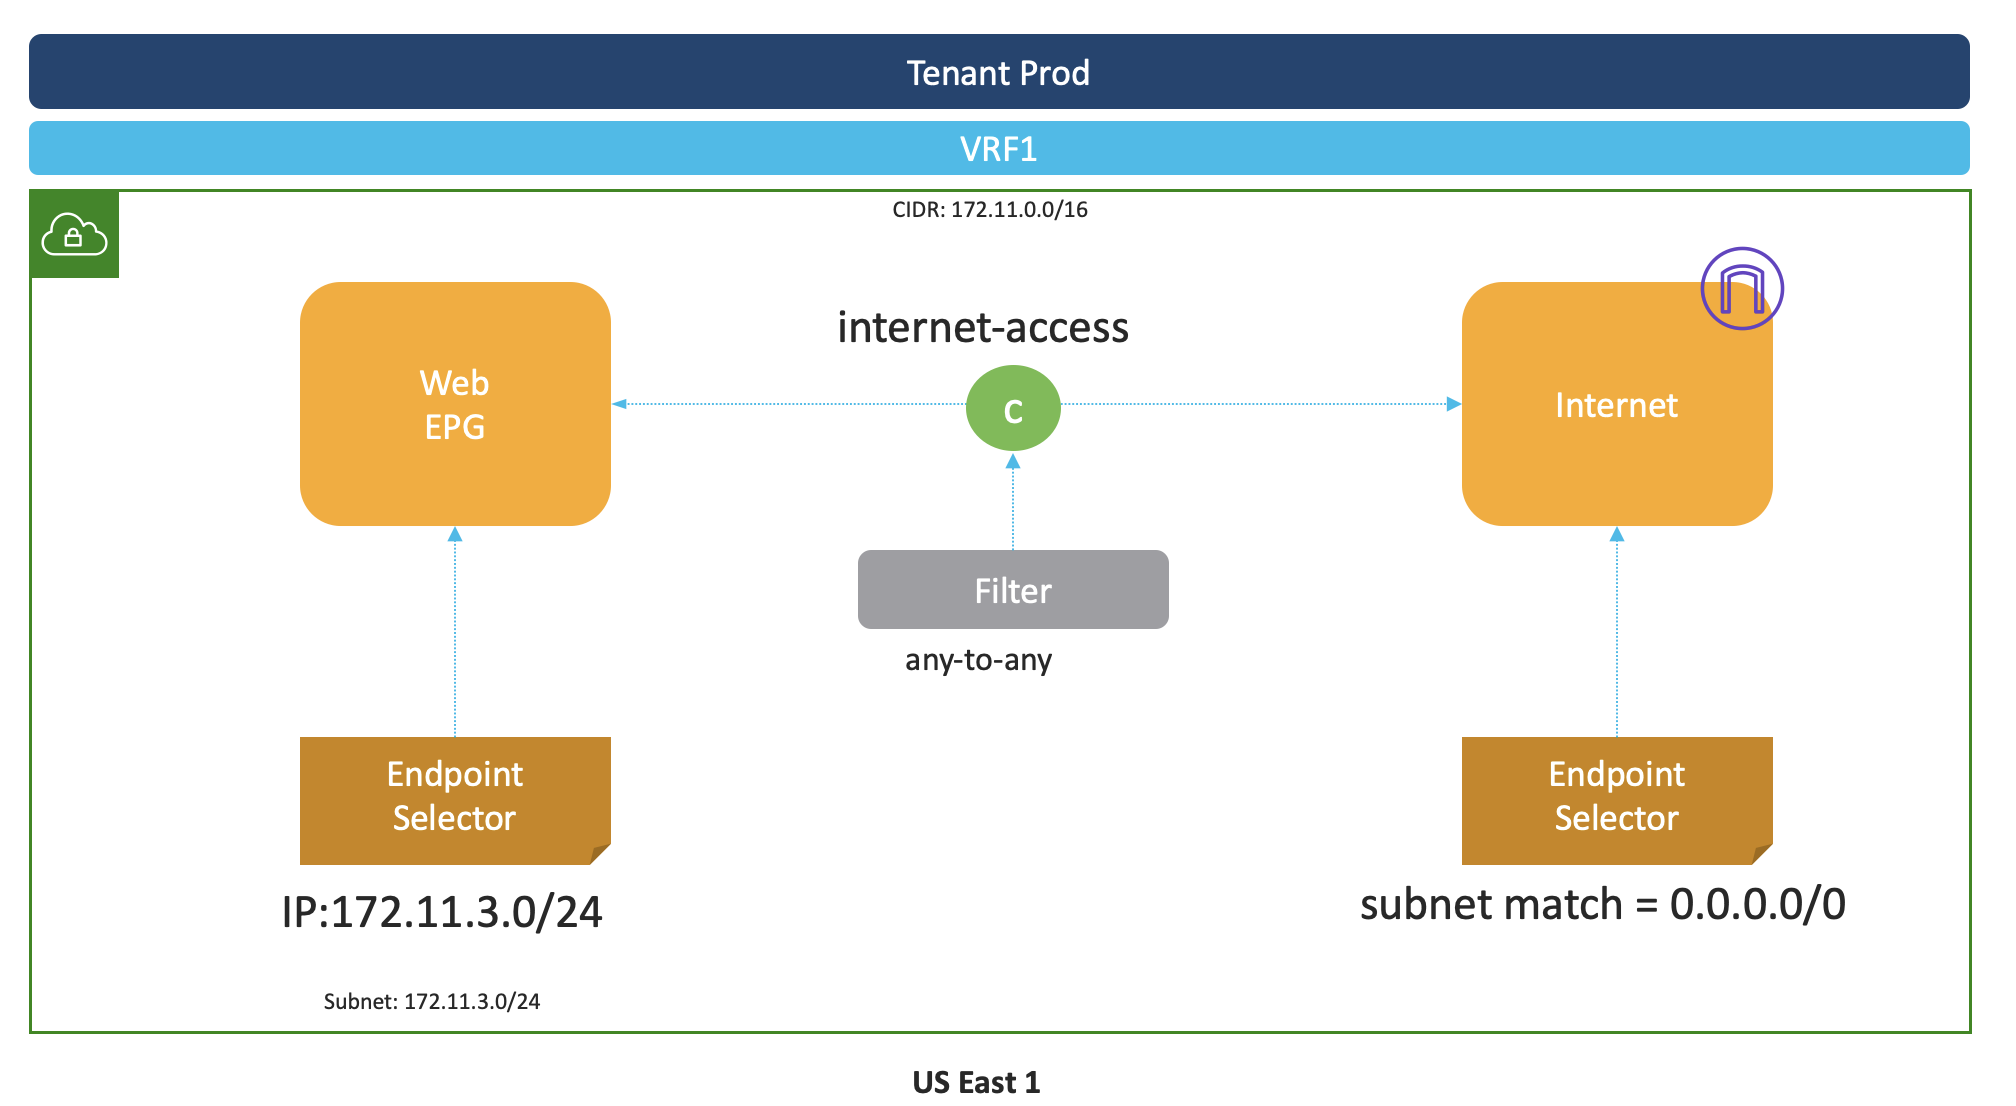 Tenant Prod
VRF1
CIDR: 172.11.0.0/16
internet-access
Web
EPG
C
Internet
Filter
any-to-any
Endpoint
Selector
Endpoint
Selector
IP:172.11.3.0/24
subnet match = 0.0.0.0/0
Subnet: 172.11.3.0/24
US East 1